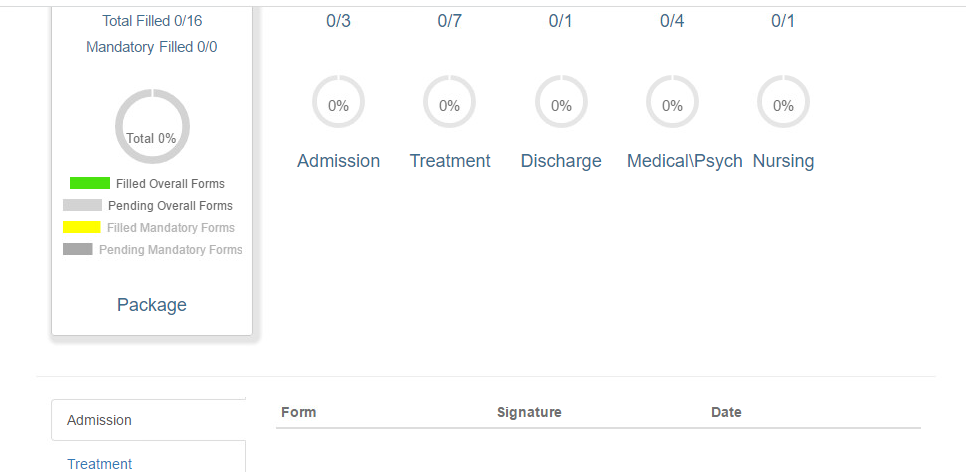 Total Filled 0/16
Mandatory Filled 0/0
Total 0%
Filled Overall Forms
Pending Overall Forms
Filled Mandatory Forms
Pending Mandatory Forms
Package
0/3 0/7 0/1 0/4 0/1
0% 0% 0% 0% 0%
Admission Treatment Discharge Medical\Psych Nursing
Admission
Treatment
Form Signature Date